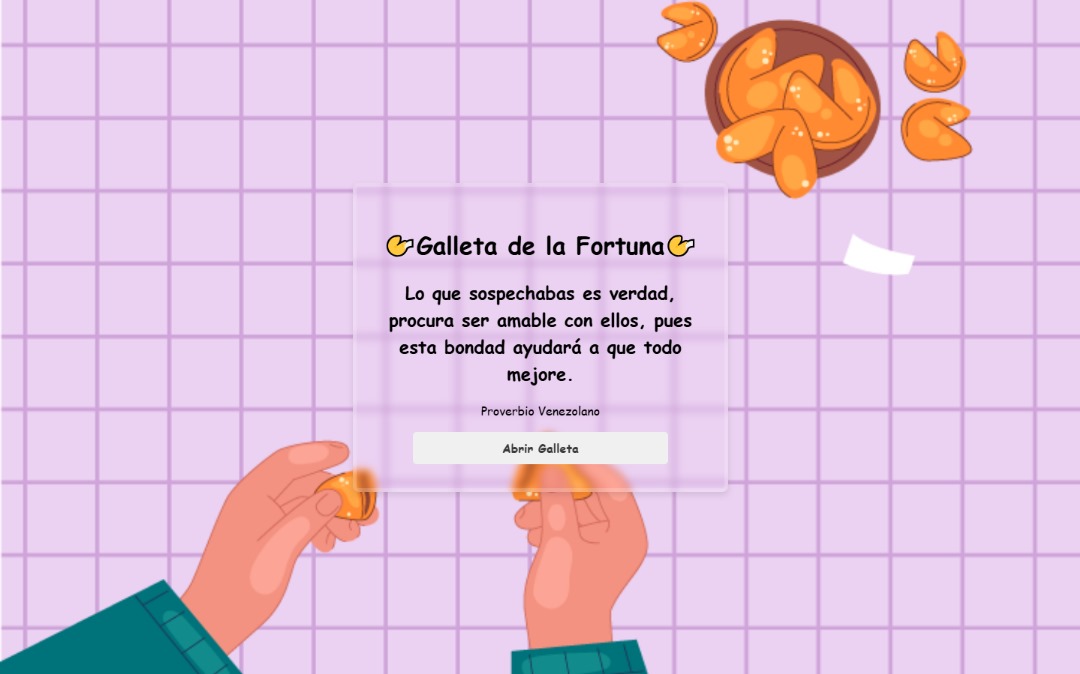 Galleta de la Fortuna
Lo que sospechabas es verdad,
procura ser amable con ellos, pues
esta bondad ayudará a que todo
mejore.
Proverbio Venezolano
Abrir Galleta